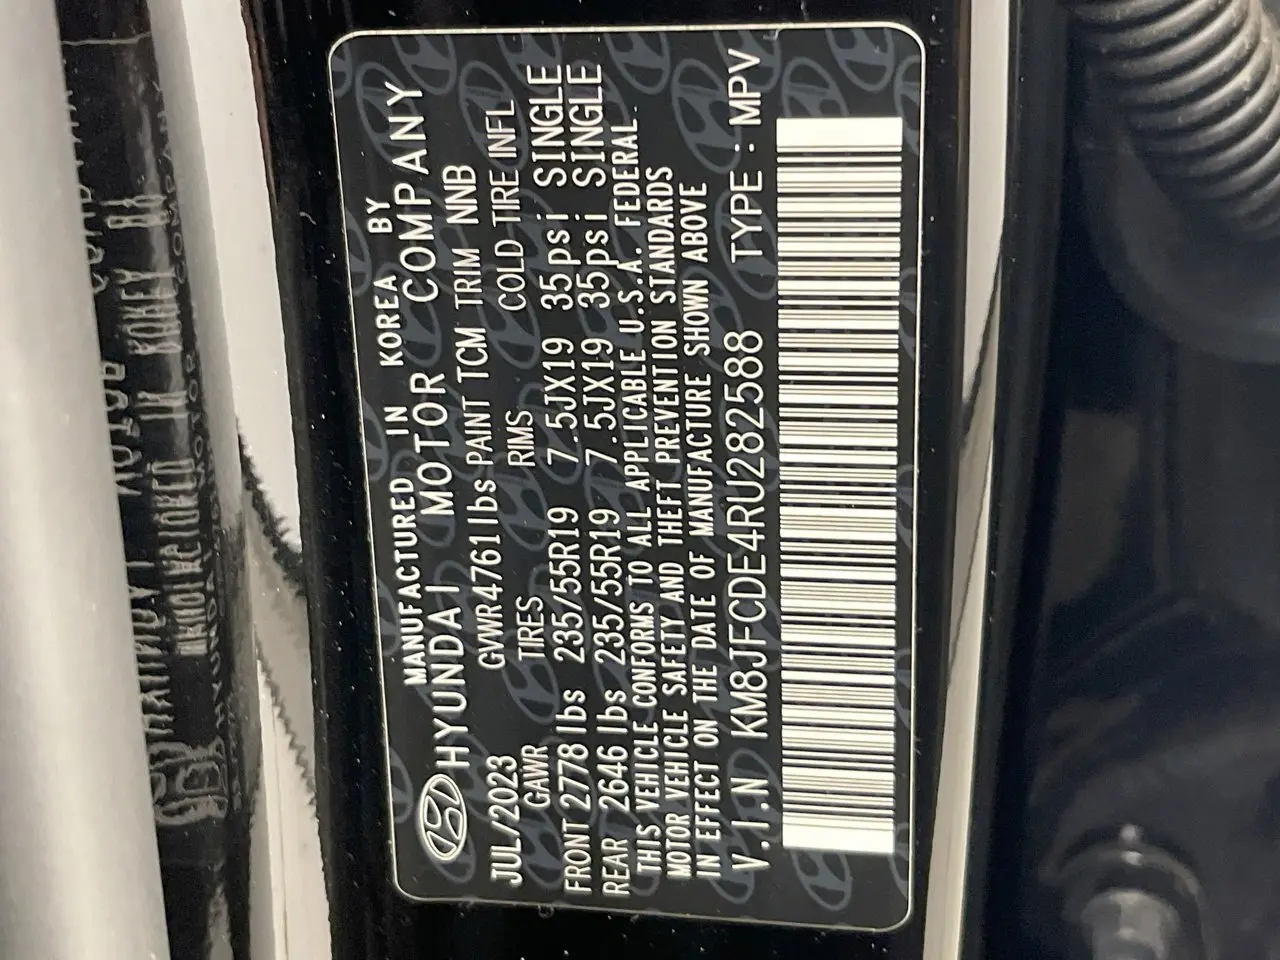 MANUFACTURED IN KOREA BY
HYUNDAI MOTOR COMPANY
JUL/2023 GVWR4761lbs PAINT TCM TRIM NNB
GAWR TIRES RIMS COLD TIRE INFL
FRONT 2778 lbs 235/55R19 7.5JX19 35psi SINGLE
REAR 2646 lbs 235/55R19 7.5JX19 35psi SINGLE
THIS VEHICLE CONFORMS TO ALL APPLICABLE U.S.A. FEDERAL
MOTOR VEHICLE SAFETY AND THEFT PREVENTION STANDARDS
IN EFFECT ON THE DATE OF MANUFACTURE SHOWN ABOVE
V.I.N KM8JFCDE4RU282588 TYPE : MPV